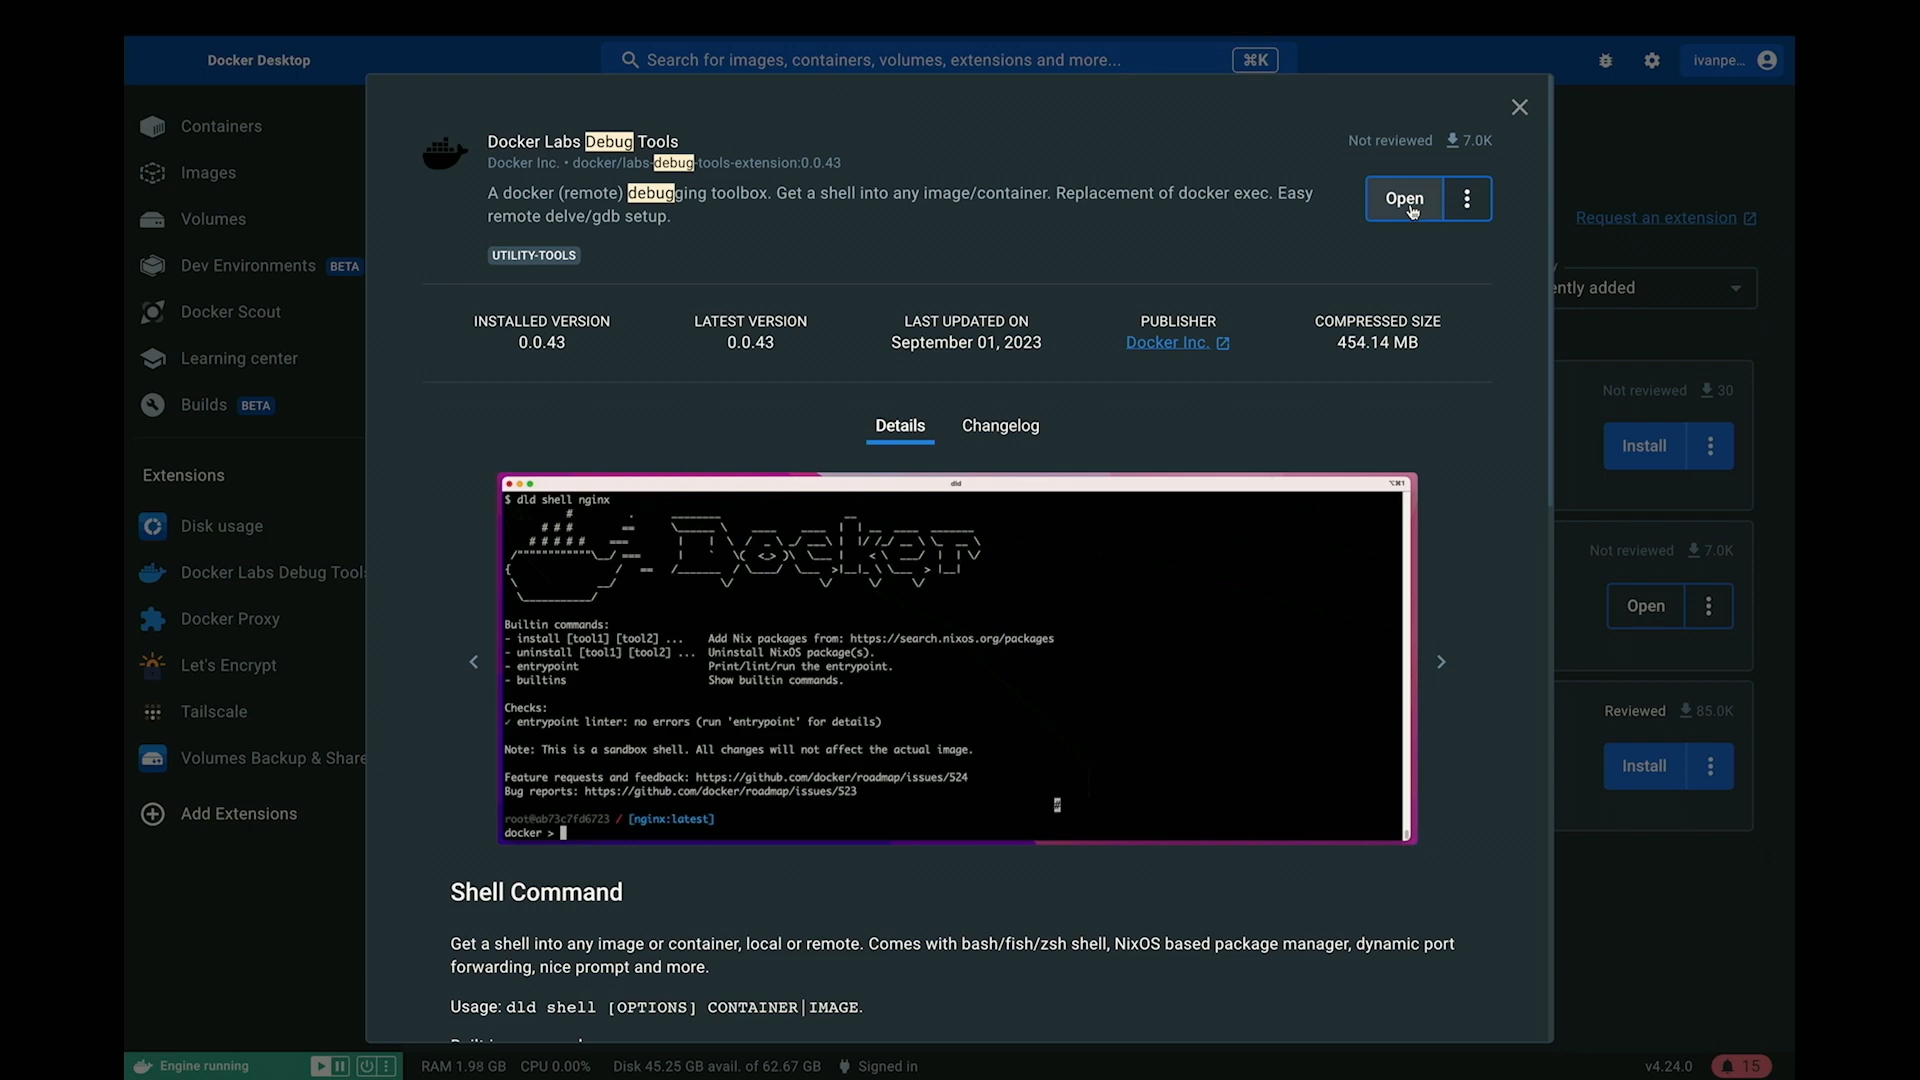 Docker Desktop
Search for images, containers, volumes, extensions and more...
⌘K
ivanpe...
Containers
Images
Volumes
Dev Environments BETA
Docker Scout
Learning center
Builds BETA
Extensions
Disk usage
Docker Labs Debug Tools
Docker Proxy
Let's Encrypt
Tailscale
Volumes Backup & Share
Add Extensions
Docker Labs Debug Tools
Docker Inc. • docker/labs-debug-tools-extension:0.0.43
A docker (remote) debugging toolbox. Get a shell into any image/container. Replacement of docker exec. Easy
remote delve/gdb setup.
UTILITY-TOOLS
Not reviewed 7.0K
Open
INSTALLED VERSION
0.0.43
LATEST VERSION
0.0.43
LAST UPDATED ON
September 01, 2023
PUBLISHER
Docker Inc.
COMPRESSED SIZE
454.14 MB
Details
Changelog
dld
⌥⌘1
$ dld shell nginx
Docker
Builtin commands:
- install [tool1] [tool2] ... Add Nix packages from: https://search.nixos.org/packages
- uninstall [tool1] [tool2] ... Uninstall NixOS package(s).
- entrypoint Print/lint/run the entrypoint.
- builtins Show builtin commands.
Checks:
✓ entrypoint linter: no errors (run 'entrypoint' for details)
Note: This is a sandbox shell. All changes will not affect the actual image.
Feature requests and feedback: https://github.com/docker/roadmap/issues/524
Bug reports: https://github.com/docker/roadmap/issues/523
root@ab73c7fd6723 / [nginx:latest]
docker >
#
Shell Command
Get a shell into any image or container, local or remote. Comes with bash/fish/zsh shell, NixOS based package manager, dynamic port
forwarding, nice prompt and more.
Usage: dld shell [OPTIONS] CONTAINER|IMAGE.
Request an extension
ently added
Not reviewed 30
Install
Not reviewed 7.0K
Open
Reviewed 85.0K
Install
Engine running
RAM 1.98 GB CPU 0.00% Disk 45.25 GB avail. of 62.67 GB Signed in
v4.24.0
15